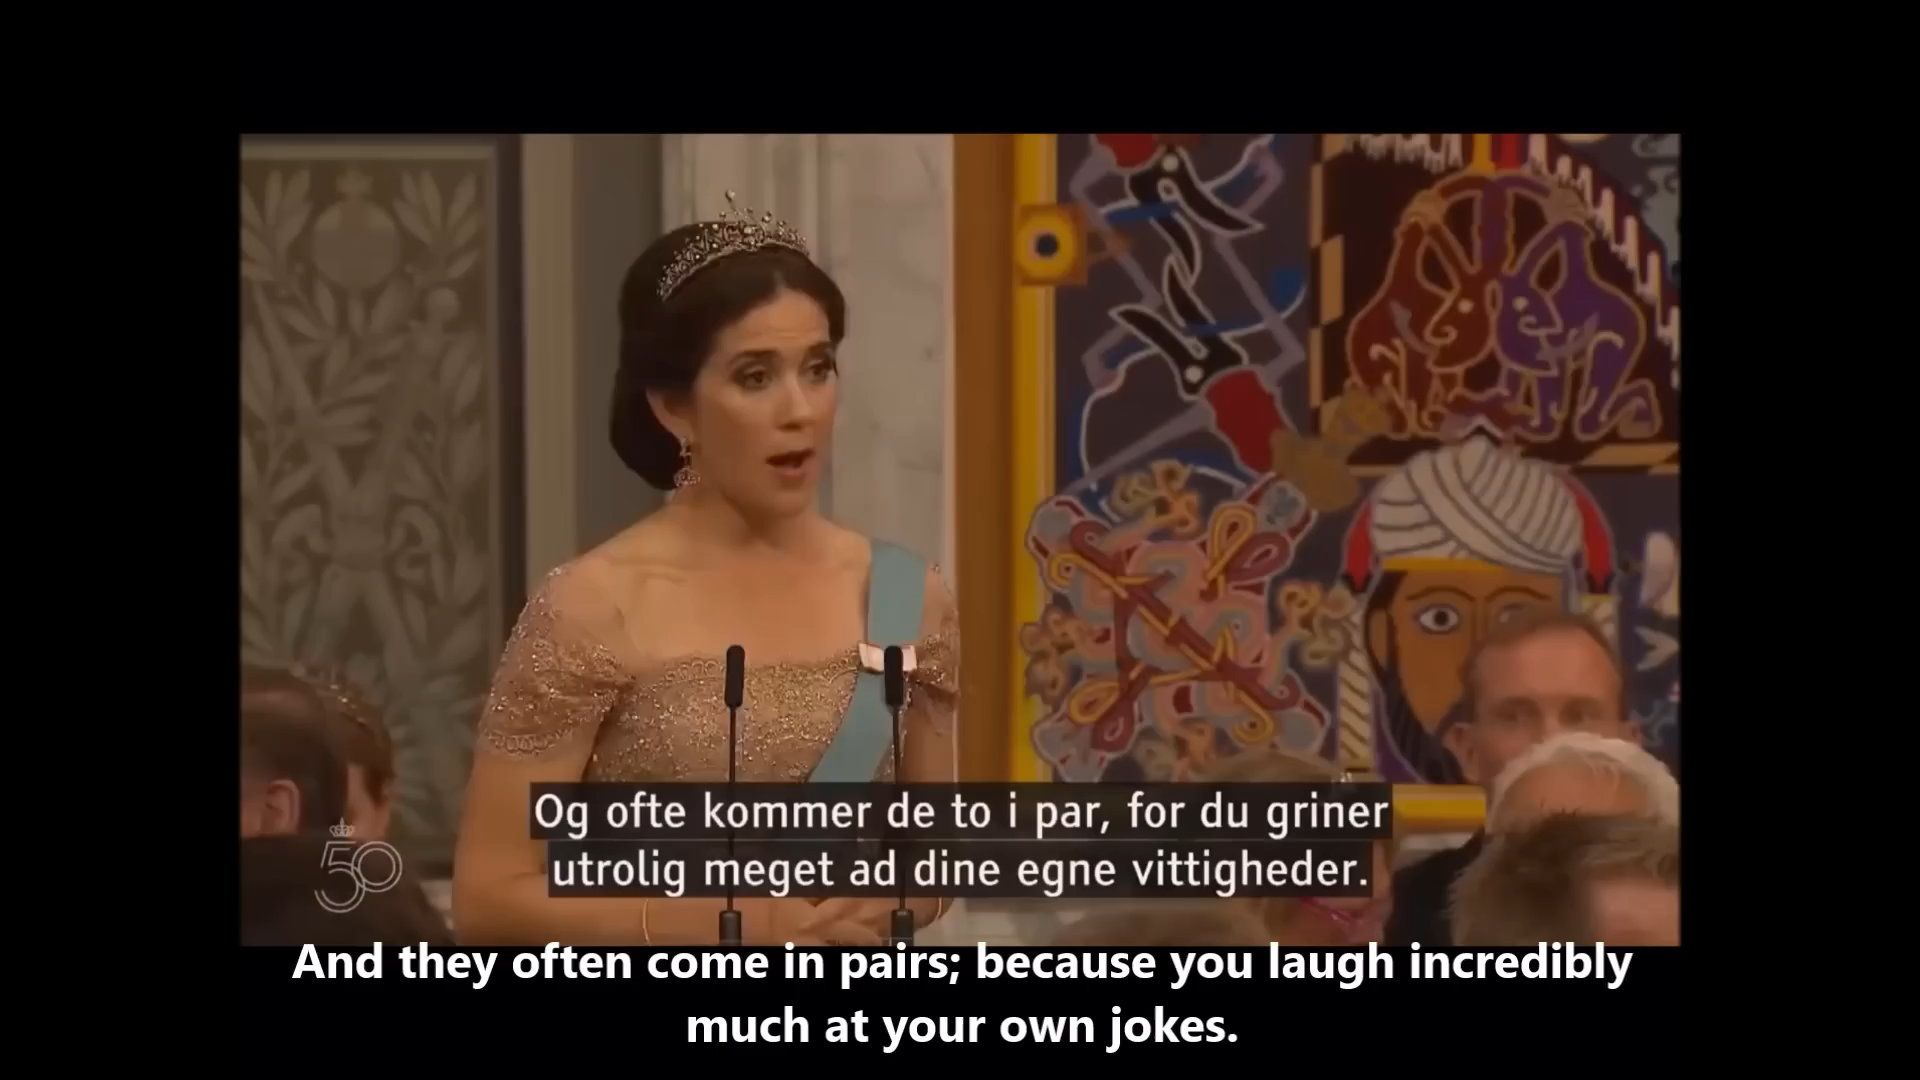 Og ofte kommer de to i par, for du griner
utrolig meget ad dine egne vittigheder.
50
And they often come in pairs; because you laugh incredibly
much at your own jokes.